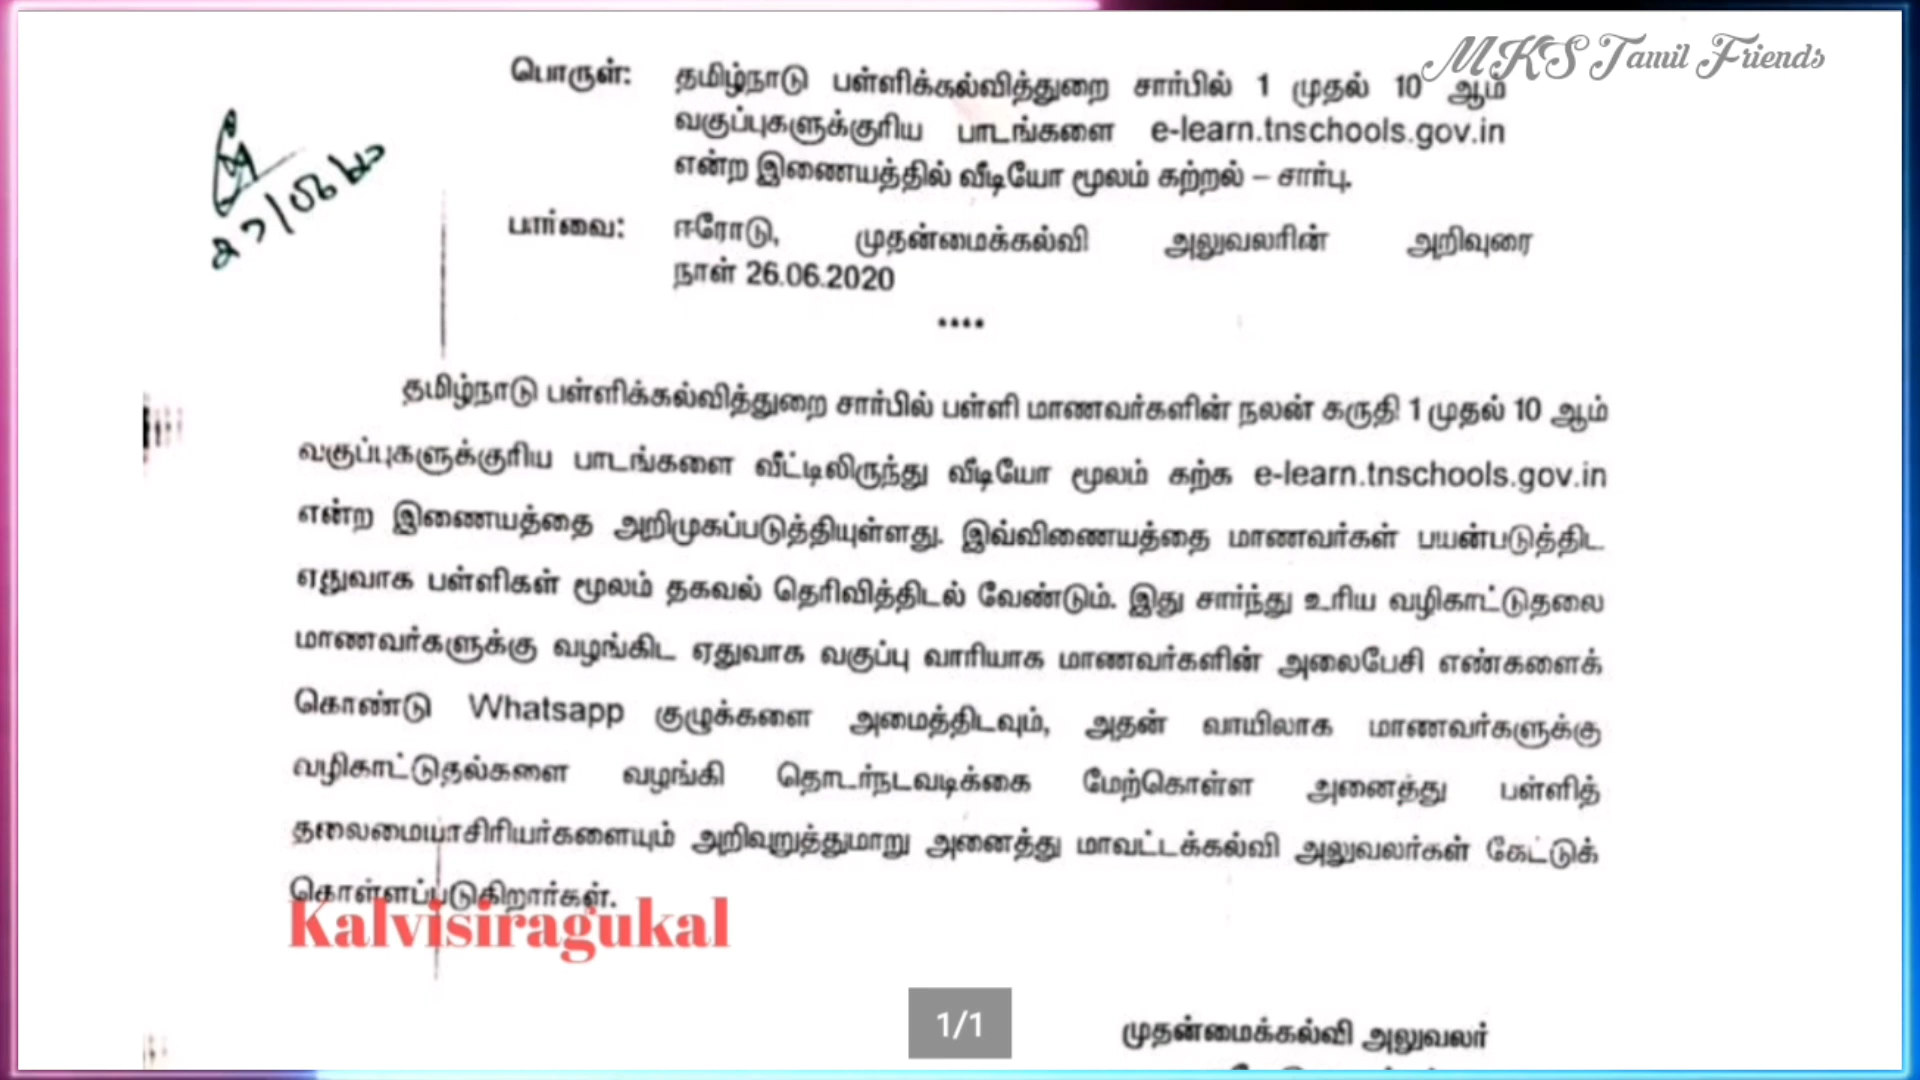 MKS Tamil Friends
பொருள்: தமிழ்நாடு பள்ளிக்கல்வித்துறை சார்பில் 1 முதல் 10 ஆம்
வகுப்புகளுக்குரிய பாடங்களை e-learn.tnschools.gov.in
என்ற இணையத்தில் வீடியோ மூலம் கற்றல் – சார்பு.
பார்வை: ஈரோடு, முதன்மைக்கல்வி அலுவலரின் அறிவுரை
நாள் 26.06.2020
****
தமிழ்நாடு பள்ளிக்கல்வித்துறை சார்பில் பள்ளி மாணவர்களின் நலன் கருதி 1 முதல் 10 ஆம்
வகுப்புகளுக்குரிய பாடங்களை வீட்டிலிருந்து வீடியோ மூலம் கற்க e-learn.tnschools.gov.in
என்ற இணையத்தை அறிமுகப்படுத்தியுள்ளது. இவ்விணையத்தை மாணவர்கள் பயன்படுத்திட
ஏதுவாக பள்ளிகள் மூலம் தகவல் தெரிவித்திடல் வேண்டும். இது சார்ந்து உரிய வழிகாட்டுதலை
மாணவர்களுக்கு வழங்கிட ஏதுவாக வகுப்பு வாரியாக மாணவர்களின் அலைபேசி எண்களைக்
கொண்டு Whatsapp குழுக்களை அமைத்திடவும், அதன் வாயிலாக மாணவர்களுக்கு
வழிகாட்டுதல்களை வழங்கி தொடர்நடவடிக்கை மேற்கொள்ள அனைத்து பள்ளித்
தலைமையாசிரியர்களையும் அறிவுறுத்துமாறு அனைத்து மாவட்டக்கல்வி அலுவலர்கள் கேட்டுக்
கொள்ளப்படுகிறார்கள்.
Kalvisiragukal
1/1
முதன்மைக்கல்வி அலுவலர்